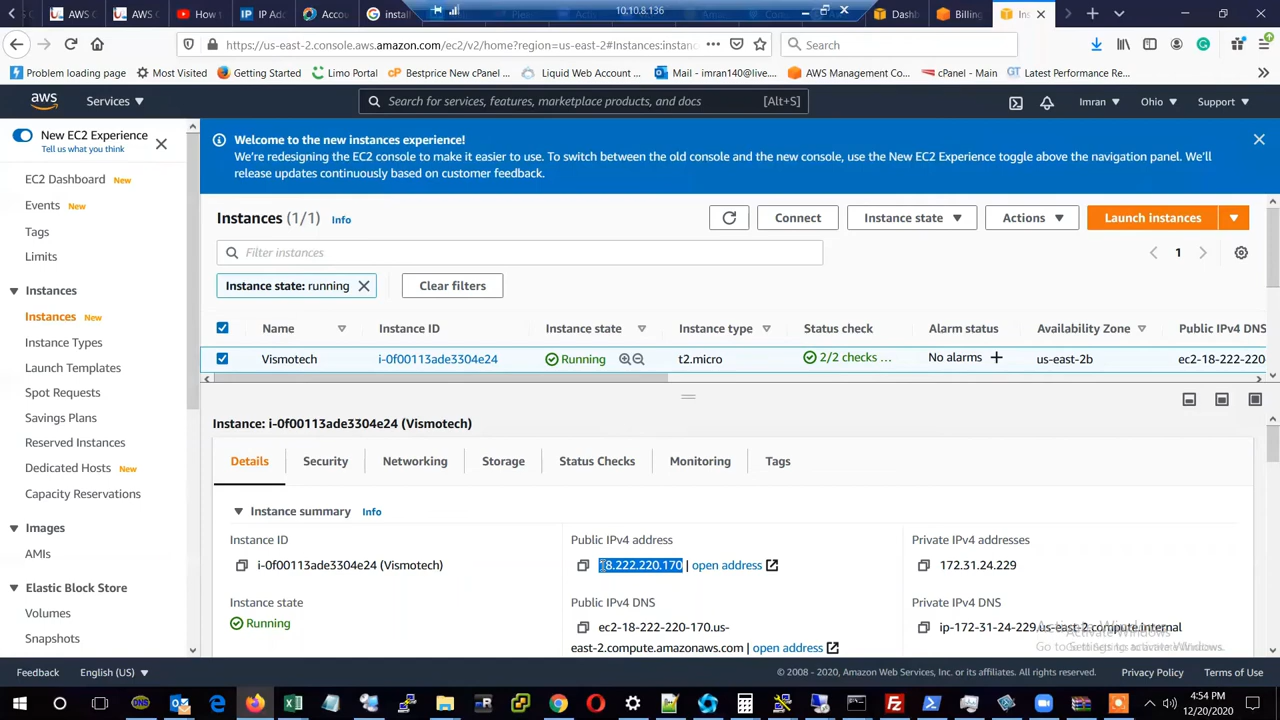 AWS C
AWS C
How t
IP Add
Accou
install
10.10.8.136
Dashb
Billing
Ins
https://us-east-2.console.aws.amazon.com/ec2/v2/home?region=us-east-2#Instances:instanc
Search
Problem loading page
Most Visited
Getting Started
Limo Portal
Bestprice New cPanel ...
Liquid Web Account ...
Mail - imran140@live....
AWS Management Co...
cPanel - Main
Latest Performance Re...
aws
Services
Search for services, features, marketplace products, and docs
[Alt+S]
Imran
Ohio
Support
New EC2 Experience
Tell us what you think
EC2 Dashboard New
Events New
Tags
Limits
Instances
Instances New
Instance Types
Launch Templates
Spot Requests
Savings Plans
Reserved Instances
Dedicated Hosts New
Capacity Reservations
Images
AMIs
Elastic Block Store
Volumes
Snapshots
Welcome to the new instances experience!
We're redesigning the EC2 console to make it easier to use. To switch between the old console and the new console, use the New EC2 Experience toggle above the navigation panel. We'll
release updates continuously based on customer feedback.
Instances (1/1) Info
Connect
Instance state
Actions
Launch instances
Filter instances
1
Instance state: running
Clear filters
Name
Instance ID
Instance state
Instance type
Status check
Alarm status
Availability Zone
Public IPv4 DNS
Vismotech
i-0f00113ade3304e24
Running
t2.micro
2/2 checks ...
No alarms
us-east-2b
ec2-18-222-220
Instance: i-0f00113ade3304e24 (Vismotech)
Details
Security
Networking
Storage
Status Checks
Monitoring
Tags
Instance summary Info
Instance ID
i-0f00113ade3304e24 (Vismotech)
Instance state
Running
Public IPv4 address
18.222.220.170 | open address
Public IPv4 DNS
ec2-18-222-220-170.us-
east-2.compute.amazonaws.com | open address
Private IPv4 addresses
172.31.24.229
Private IPv4 DNS
ip-172-31-24-229.us-east-2.compute.internal
Activate Windows
Go to Settings to activate Windows.
Feedback
English (US)
© 2008 - 2020, Amazon Web Services, Inc. or its affiliates. All rights reserved.
Privacy Policy
Terms of Use
4:54 PM
12/20/2020